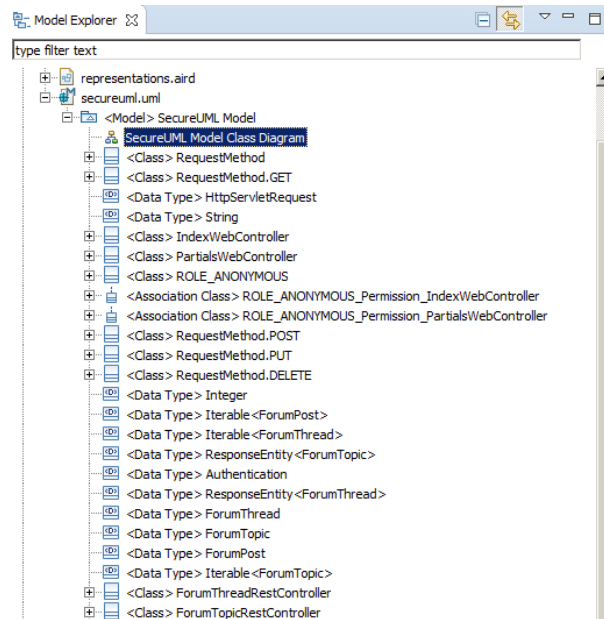 Model Explorer
type filter text
representations.aird
secureuml.uml
<Model> SecureUML Model
SecureUML Model Class Diagram
<Class> RequestMethod
<Class> RequestMethod.GET
<Data Type> HttpServletRequest
<Data Type> String
<Class> IndexWebController
<Class> PartialsWebController
<Class> ROLE_ANONYMOUS
<Association Class> ROLE_ANONYMOUS_Permission_IndexWebController
<Association Class> ROLE_ANONYMOUS_Permission_PartialsWebController
<Class> RequestMethod.POST
<Class> RequestMethod.PUT
<Class> RequestMethod.DELETE
<Data Type> Integer
<Data Type> Iterable<ForumPost>
<Data Type> Iterable<ForumThread>
<Data Type> ResponseEntity<ForumTopic>
<Data Type> Authentication
<Data Type> ResponseEntity<ForumThread>
<Data Type> ForumThread
<Data Type> ForumTopic
<Data Type> ForumPost
<Data Type> Iterable<ForumTopic>
<Class> ForumThreadRestController
<Class> ForumTopicRestController